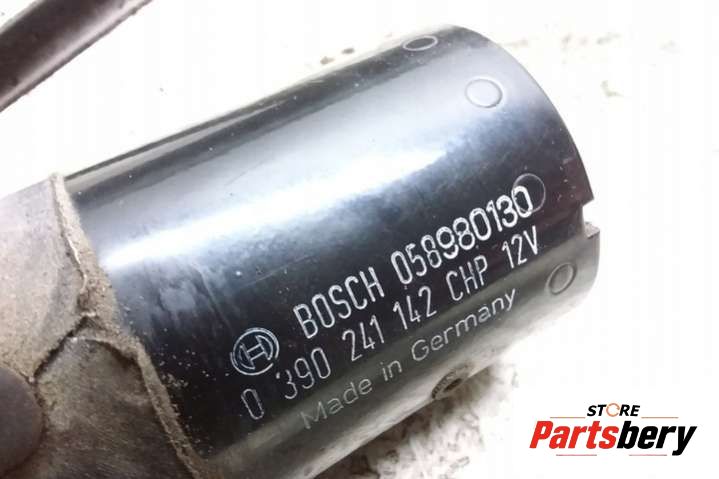 BOSCH 058980130
0 390 241 142 CHP 12V
Made in Germany
STORE
Partsbery